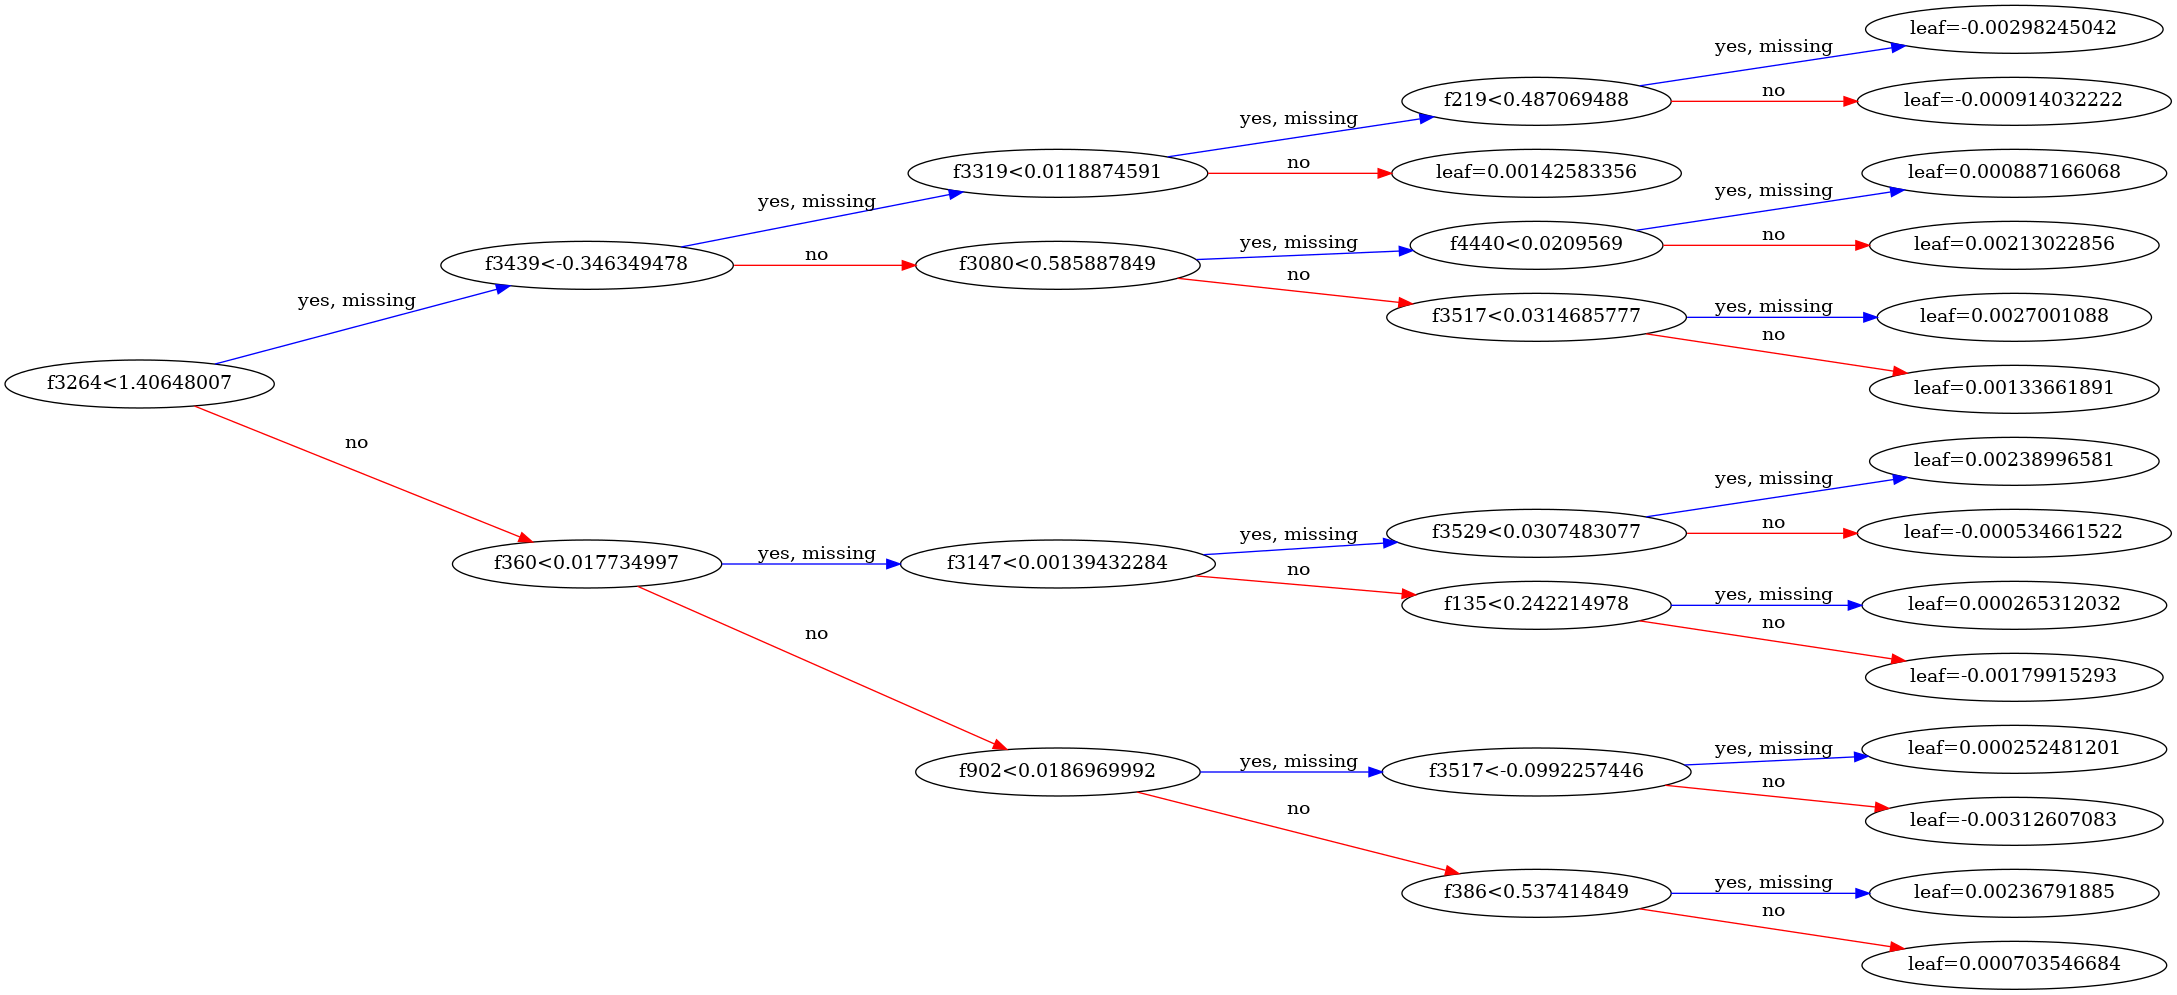 leaf=-0.00298245042
yes, missing
f219<0.487069488
no
leaf=-0.000914032222
yes, missing
f3319<0.0118874591
no
leaf=0.00142583356
leaf=0.000887166068
yes, missing
yes, missing
f4440<0.0209569
no
leaf=0.00213022856
f3439<-0.346349478
no
f3080<0.585887849
yes, missing
no
yes, missing
f3517<0.0314685777
yes, missing
leaf=0.0027001088
no
f3264<1.40648007
leaf=0.00133661891
no
leaf=0.00238996581
yes, missing
f3529<0.0307483077
no
leaf=-0.000534661522
yes, missing
f360<0.017734997
yes, missing
f3147<0.00139432284
no
f135<0.242214978
yes, missing
leaf=0.000265312032
no
no
leaf=-0.00179915293
yes, missing
leaf=0.000252481201
f902<0.0186969992
yes, missing
f3517<-0.0992257446
no
leaf=-0.00312607083
no
f386<0.537414849
yes, missing
leaf=0.00236791885
no
leaf=0.000703546684